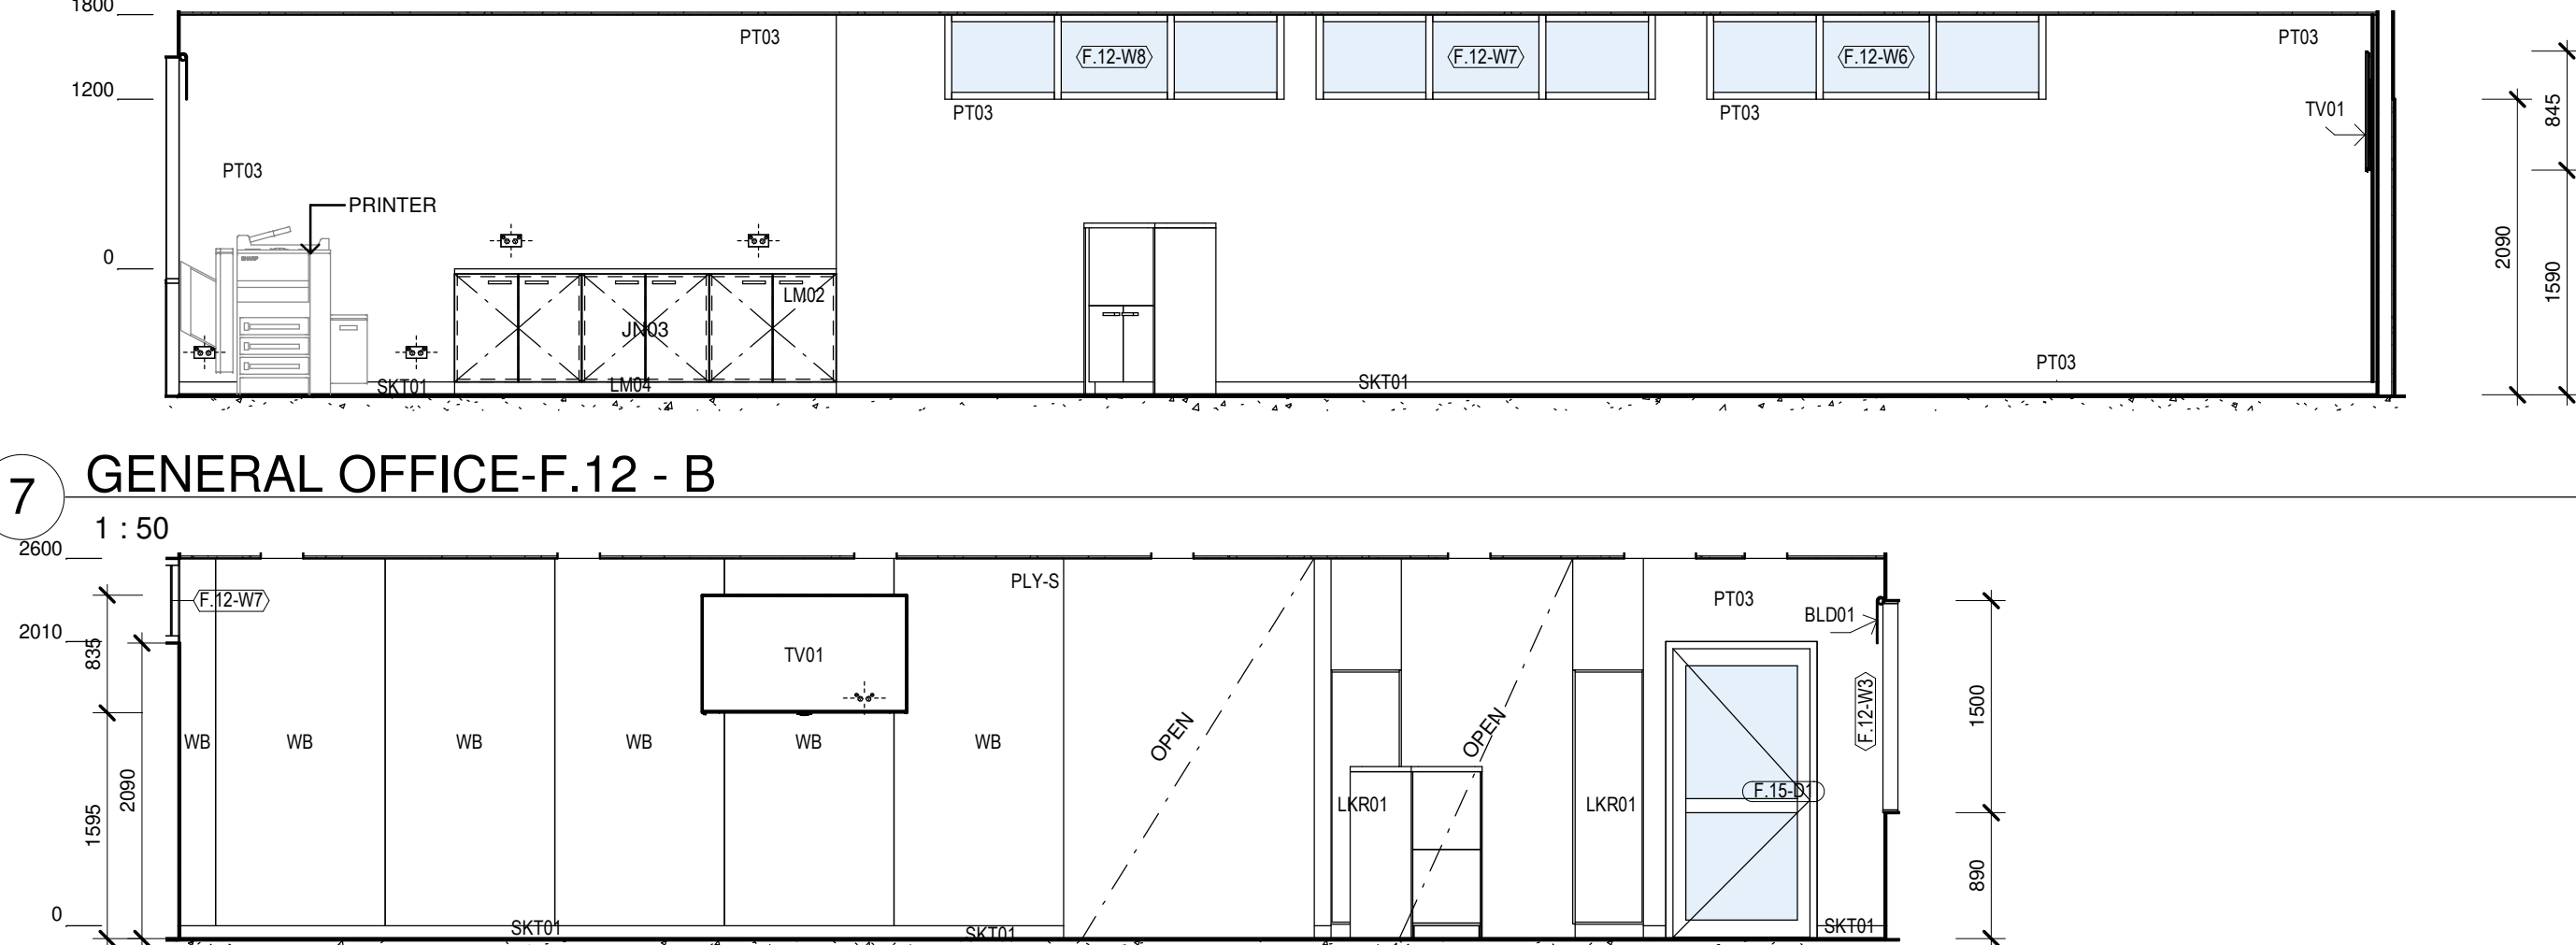 1800
PT03
PT03
F.12-W8
F.12-W7
F.12-W6
1200
PT03
PT03
TV01
845
PT03
PRINTER
SHARP
0
2090
1590
LM02
JN03
PT03
SKT01
LM04
SKT01
7
GENERAL OFFICE-F.12 - B
1 : 50
2600
PLY-S
F.12-W7
PT03
BLD01
2010
835
TV01
F.12-W3
1500
OPEN
OPEN
WB
WB
WB
WB
WB
WB
2090
1595
F.15-D1
LKR01
LKR01
890
0
SKT01
SKT01
SKT01